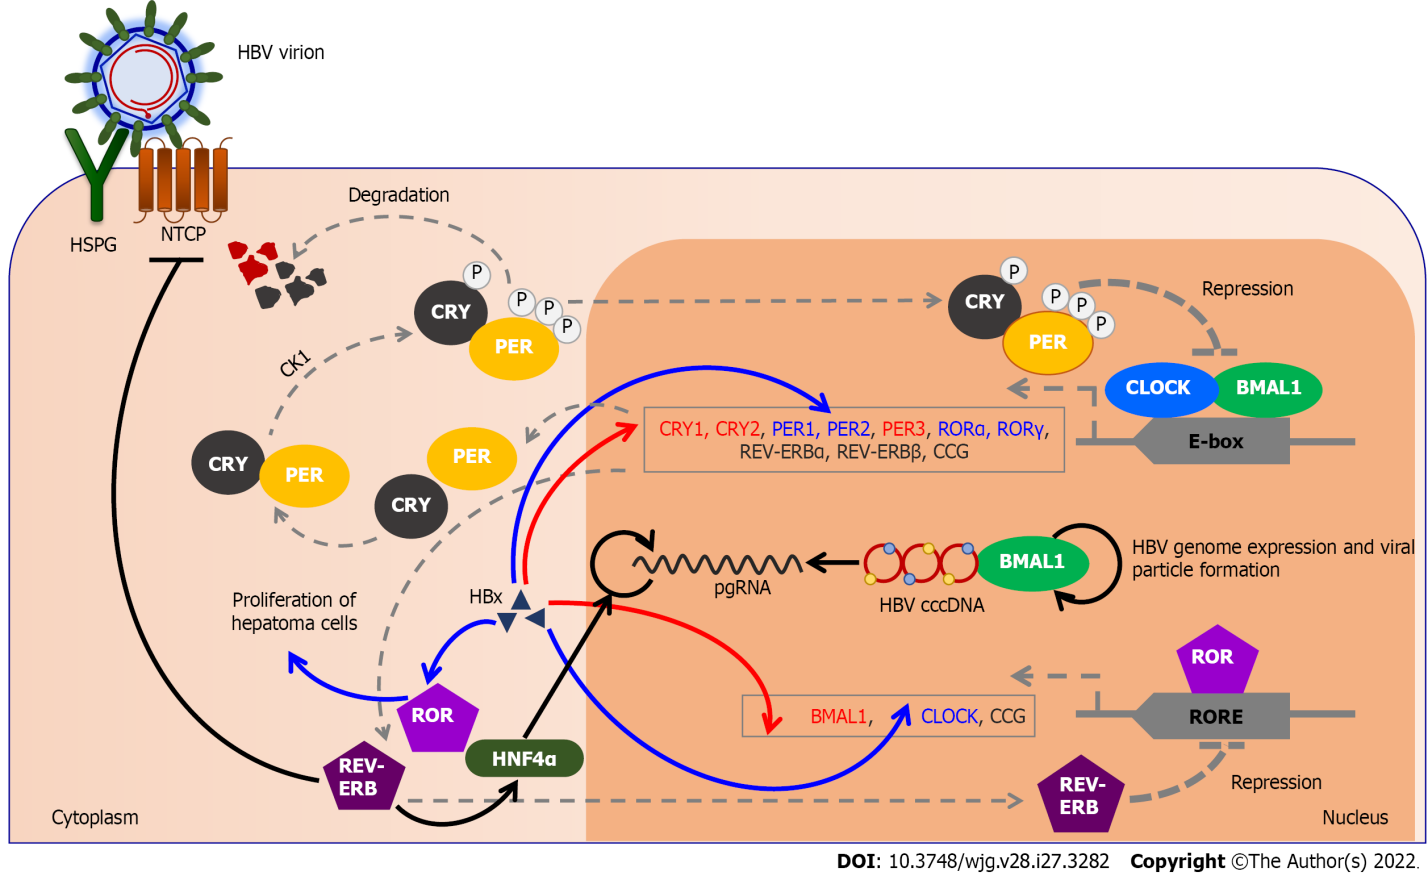 HBV virion
HSPG
NTCP
Degradation
P
P
P
P
CRY
PER
CK1
CRY
PER
PER
CRY
P
P
P
P
CRY
PER
Repression
CLOCK
BMAL1
E-box
CRY1, CRY2, PER1, PER2, PER3, RORα, RORγ,
REV-ERBα, REV-ERBβ, CCG
BMAL1
HBV genome expression and viral
particle formation
pgRNA
HBV cccDNA
HBx
Proliferation of
hepatoma cells
ROR
HNF4α
REV-
ERB
BMAL1, CLOCK, CCG
ROR
RORE
Repression
REV-
ERB
Cytoplasm
Nucleus
DOI: 10.3748/wjg.v28.i27.3282 Copyright ©The Author(s) 2022.